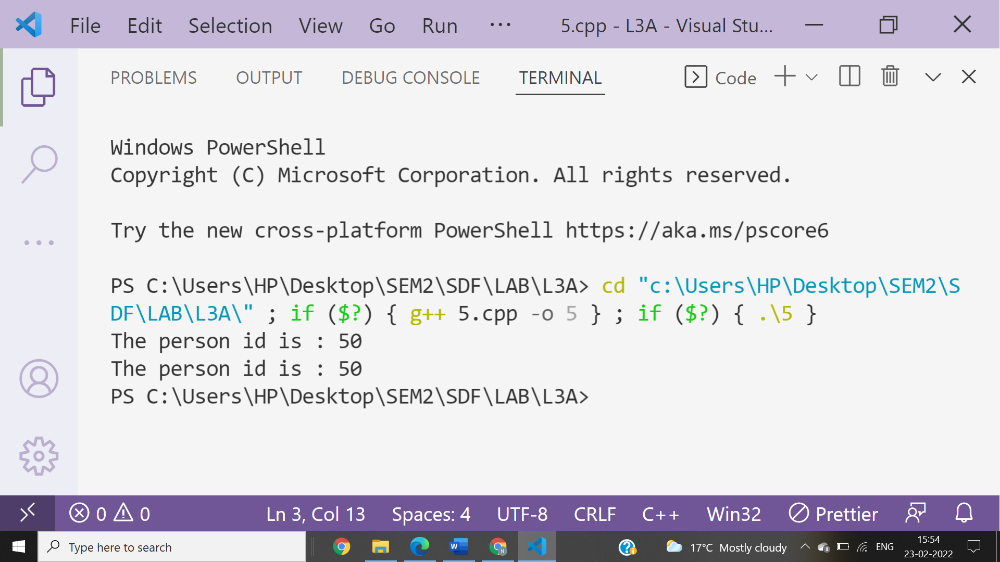 File Edit Selection View Go Run ··· 5.cpp - L3A - Visual Stu...
PROBLEMS OUTPUT DEBUG CONSOLE TERMINAL Code
Windows PowerShell
Copyright (C) Microsoft Corporation. All rights reserved.
Try the new cross-platform PowerShell https://aka.ms/pscore6
PS C:\Users\HP\Desktop\SEM2\SDF\LAB\L3A> cd "c:\Users\HP\Desktop\SEM2\S
DF\LAB\L3A\" ; if ($?) { g++ 5.cpp -o 5 } ; if ($?) { .\5 }
The person id is : 50
The person id is : 50
PS C:\Users\HP\Desktop\SEM2\SDF\LAB\L3A>
0 0 Ln 3, Col 13 Spaces: 4 UTF-8 CRLF C++ Win32 Prettier
Type here to search W N 17°C Mostly cloudy ENG 15:54
23-02-2022